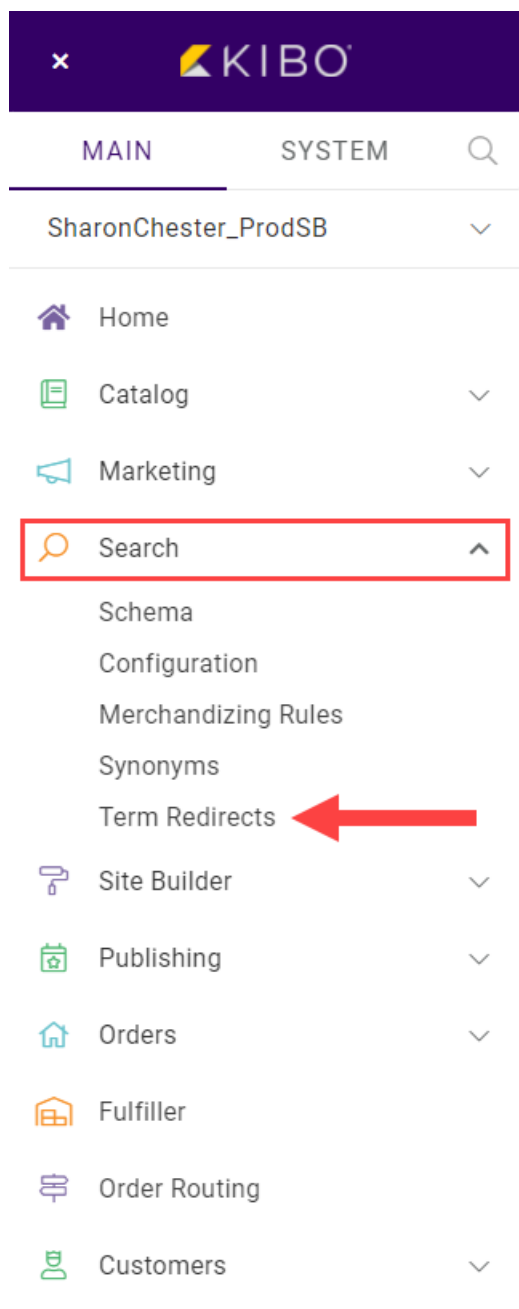 KIBO
MAIN SYSTEM
SharonChester_ProdSB
Home
Catalog
Marketing
Search
Schema
Configuration
Merchandizing Rules
Synonyms
Term Redirects
Site Builder
Publishing
Orders
Fulfiller
Order Routing
Customers